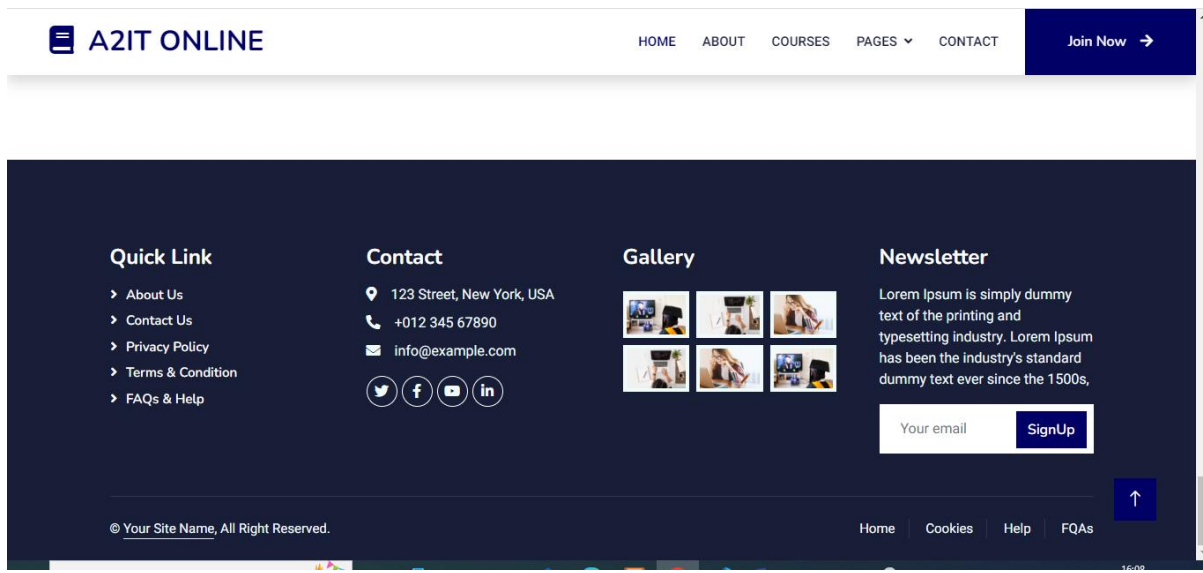 A2IT ONLINE
HOME ABOUT COURSES PAGES CONTACT Join Now
Quick Link
About Us
Contact Us
Privacy Policy
Terms & Condition
FAQs & Help
Contact
123 Street, New York, USA
+012 345 67890
info@example.com
Gallery
Newsletter
Lorem Ipsum is simply dummy
text of the printing and
typesetting industry. Lorem Ipsum
has been the industry's standard
dummy text ever since the 1500s,
Your email SignUp
© Your Site Name, All Right Reserved.
Home Cookies Help FQAs
16:08